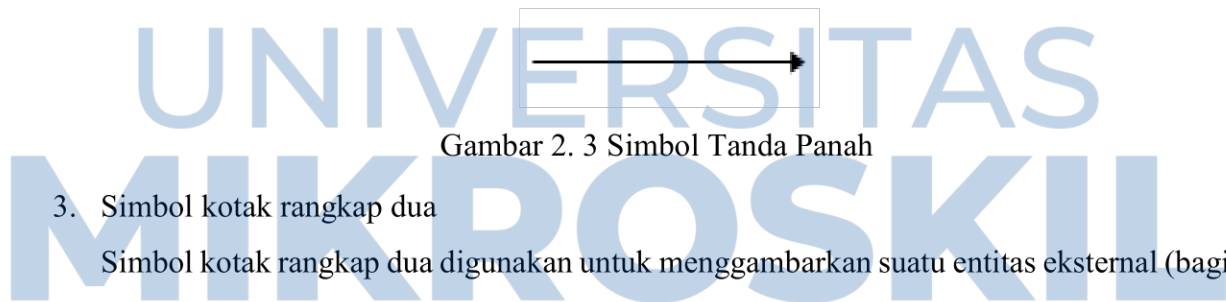 UNIVERSITAS
Gambar 2. 3 Simbol Tanda Panah
MIKROSKIL
3. Simbol kotak rangkap dua
Simbol kotak rangkap dua digunakan untuk menggambarkan suatu entitas eksternal (bagi